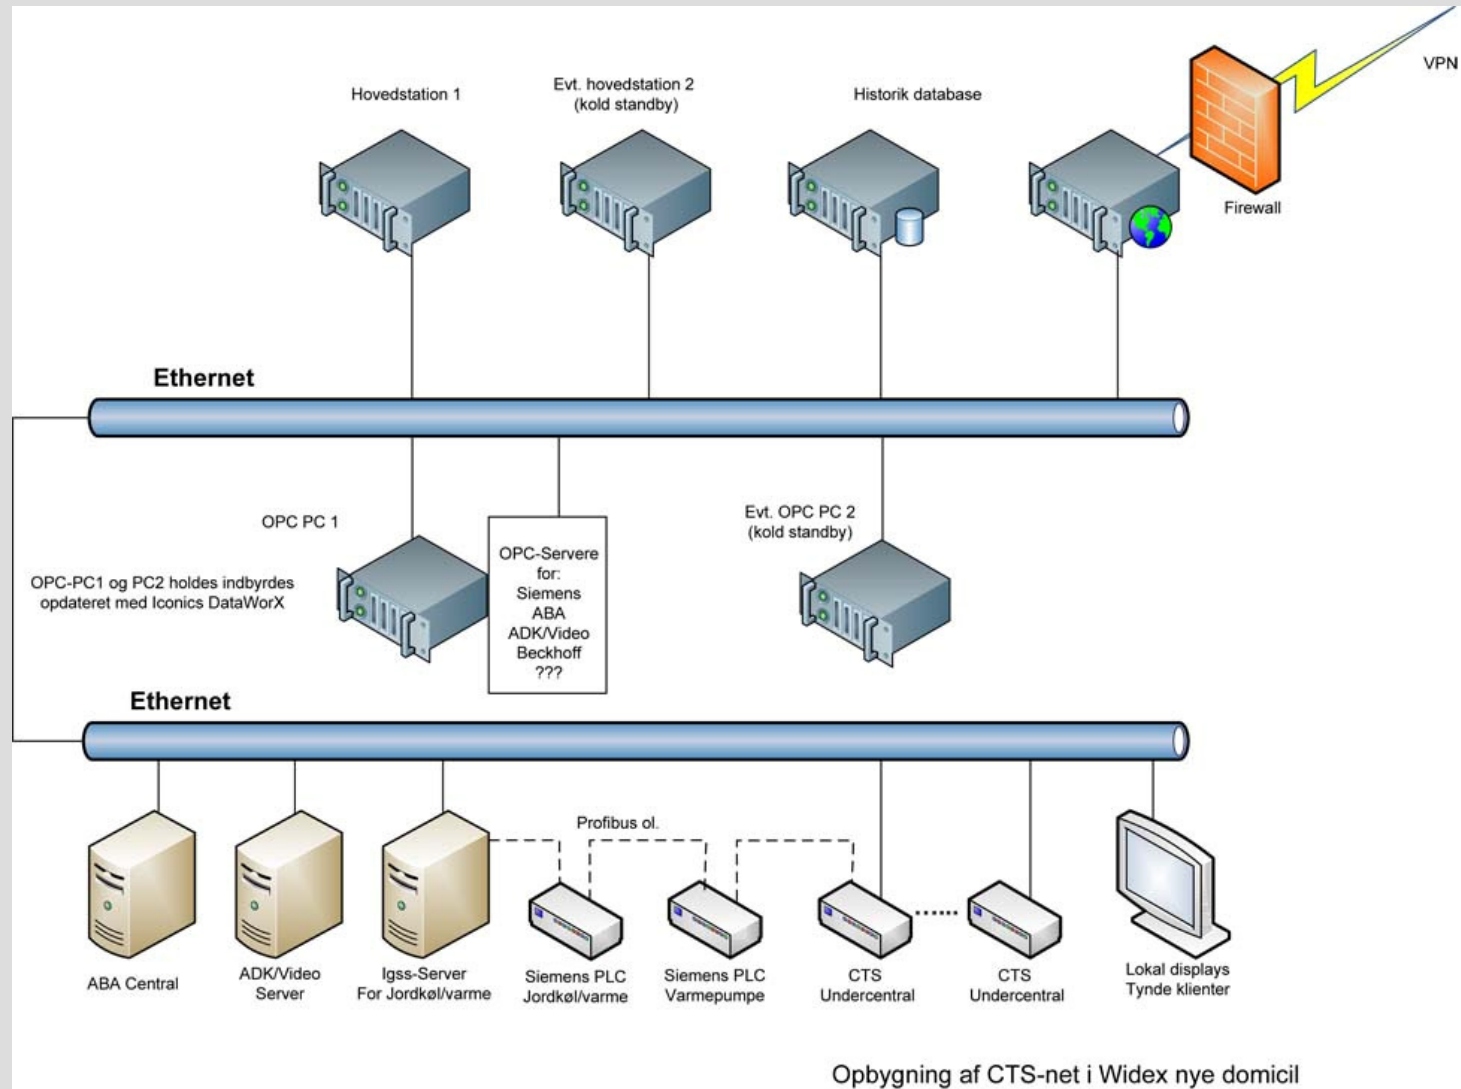 Hovedstation 1
Evt. hovedstation 2
(kold standby)
Historik database
VPN
Firewall
Ethernet
OPC PC 1
OPC-PC1 og PC2 holdes indbyrdes
opdateret med Iconics DataWorX
OPC-Servere
for:
Siemens
ABA
ADK/Video
Beckhoff
???
Evt. OPC PC 2
(kold standby)
Ethernet
Profibus ol.
ABA Central
ADK/Video
Server
Igss-Server
For Jordkøl/varme
Siemens PLC
Jordkøl/varme
Siemens PLC
Varmepumpe
CTS
Undercentral
CTS
Undercentral
Lokal displays
Tynde klienter
Opbygning af CTS-net i Widex nye domicil